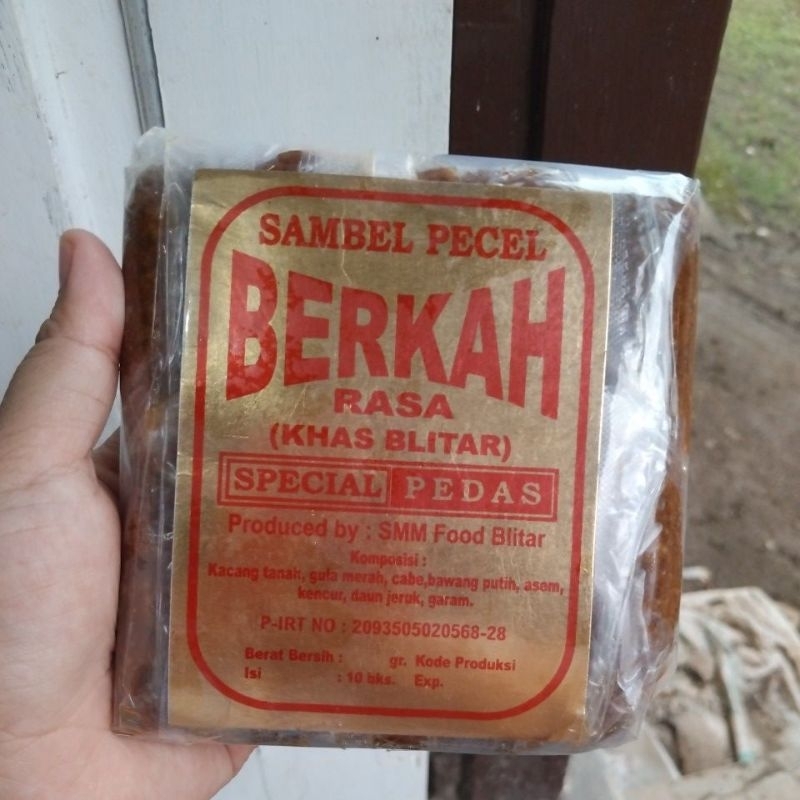 SAMBEL PECEL
BERKAH
RASA
(KHAS BLITAR)
SPECIAL PEDAS
Produced by : SMM Food Blitar
Komposisi :
Kacang tanah, gula merah, cabe,bawang putih, asem,
kencur, daun jeruk, garam.
P-IRT NO : 2093505020568-28
Berat Bersih : gr. Kode Produksi
Isi : 10 bks. Exp.